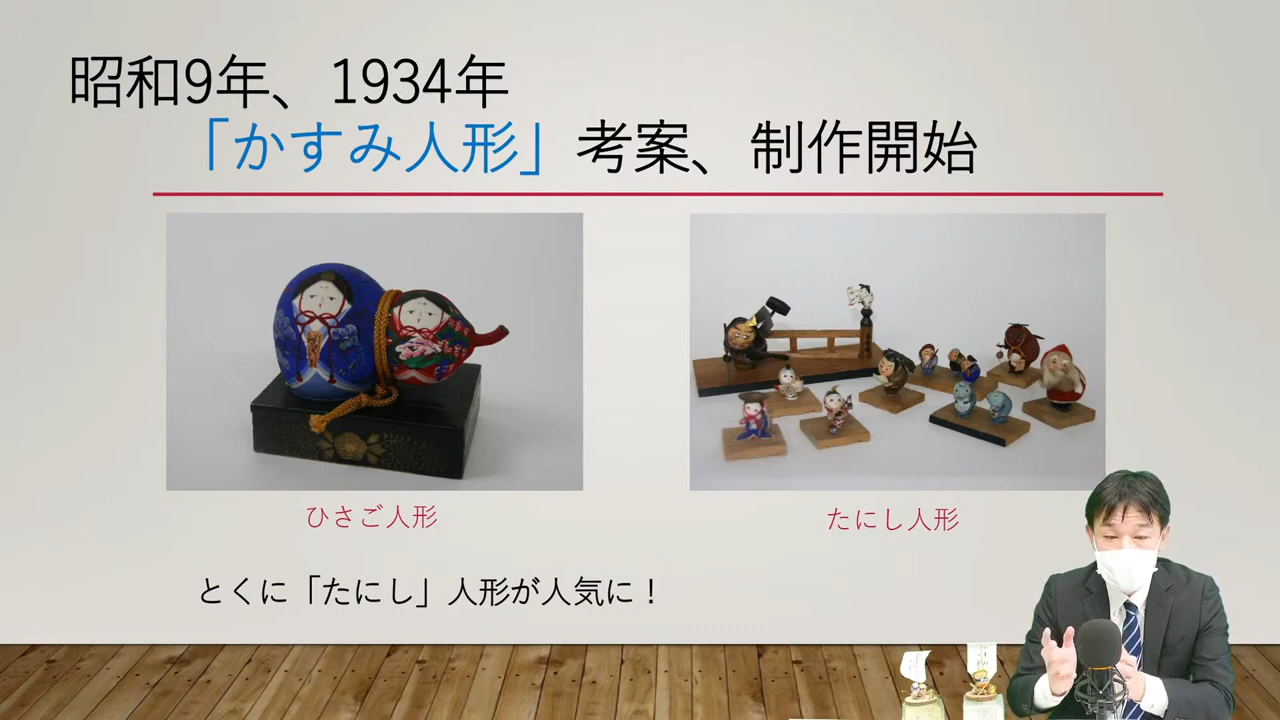 昭和9年、1934年
「かすみ人形」考案、制作開始
ひさご人形
たにし人形
とくに「たにし」人形が人気に！